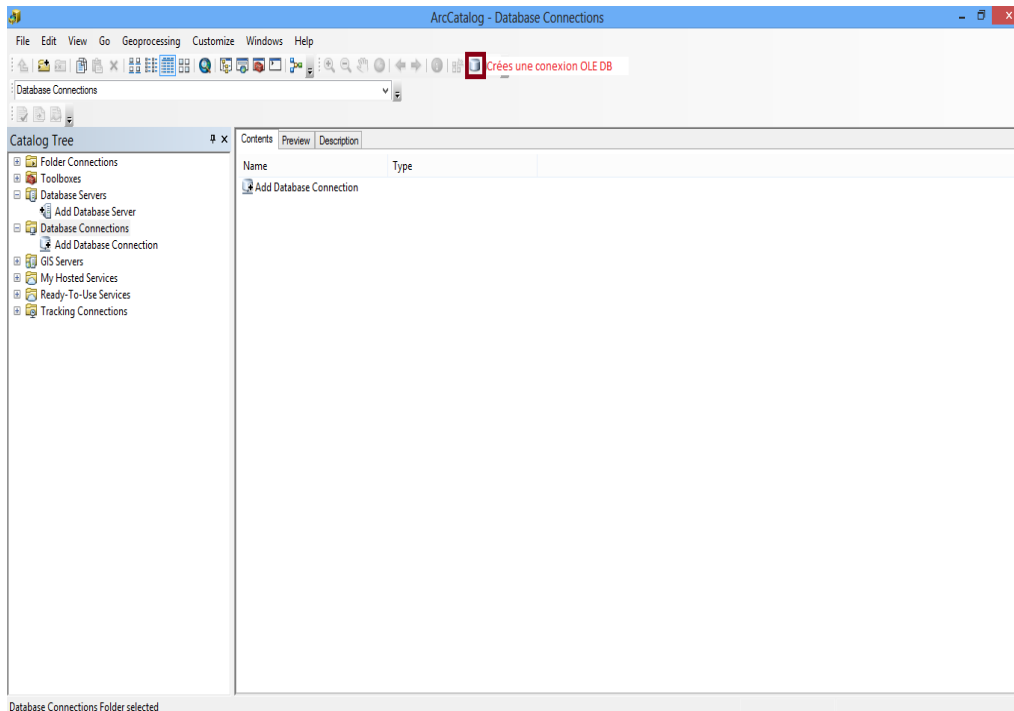 ArcCatalog - Database Connections
File Edit View Go Geoprocessing Customize Windows Help
Crées une conexion OLE DB
Database Connections
Catalog Tree
Contents Preview Description
Folder Connections
Toolboxes
Database Servers
Add Database Server
Database Connections
Add Database Connection
GIS Servers
My Hosted Services
Ready-To-Use Services
Tracking Connections
Name Type
Add Database Connection
Database Connections Folder selected